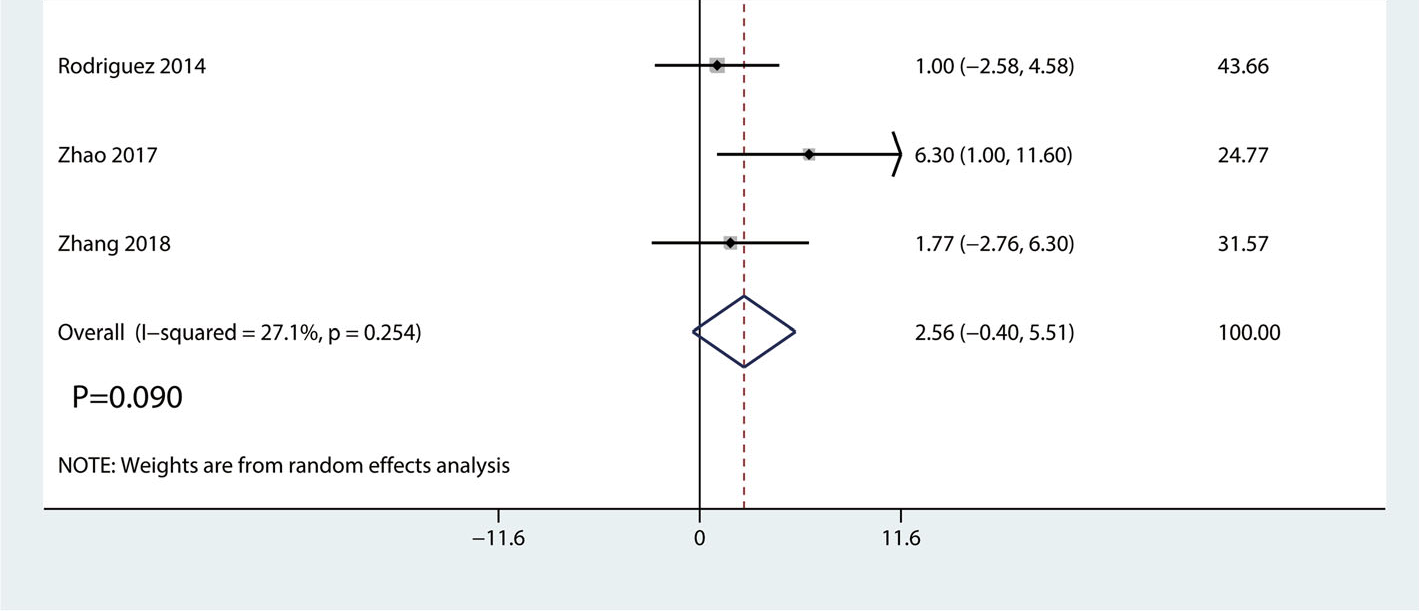 Rodriguez 2014 1.00 (−2.58, 4.58) 43.66
Zhao 2017 6.30 (1.00, 11.60) 24.77
Zhang 2018 1.77 (−2.76, 6.30) 31.57
Overall (I−squared = 27.1%, p = 0.254) 2.56 (−0.40, 5.51) 100.00
P=0.090
NOTE: Weights are from random effects analysis
−11.6 0 11.6